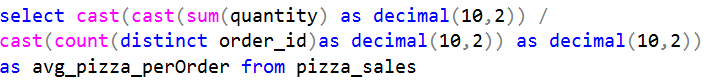 select cast(cast(sum(quantity) as decimal(10,2)) /
cast(count(distinct order_id)as decimal(10,2)) as decimal(10,2))
as avg_pizza_perOrder from pizza_sales